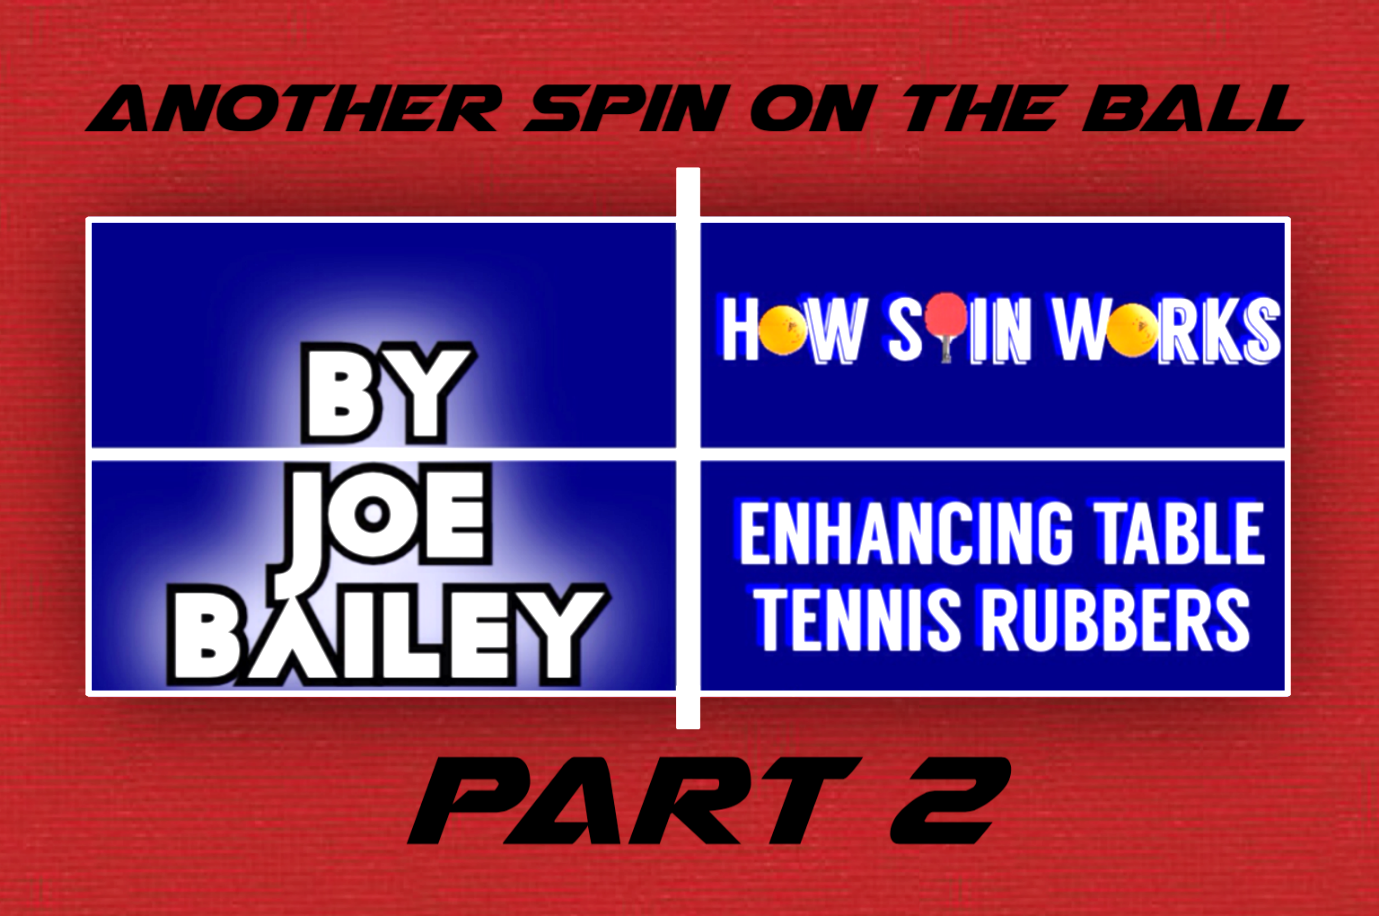 ANOTHER SPIN ON THE BALL
BY
JOE
BAILEY
HOW SPIN WORKS
ENHANCING TABLE
TENNIS RUBBERS
PART 2